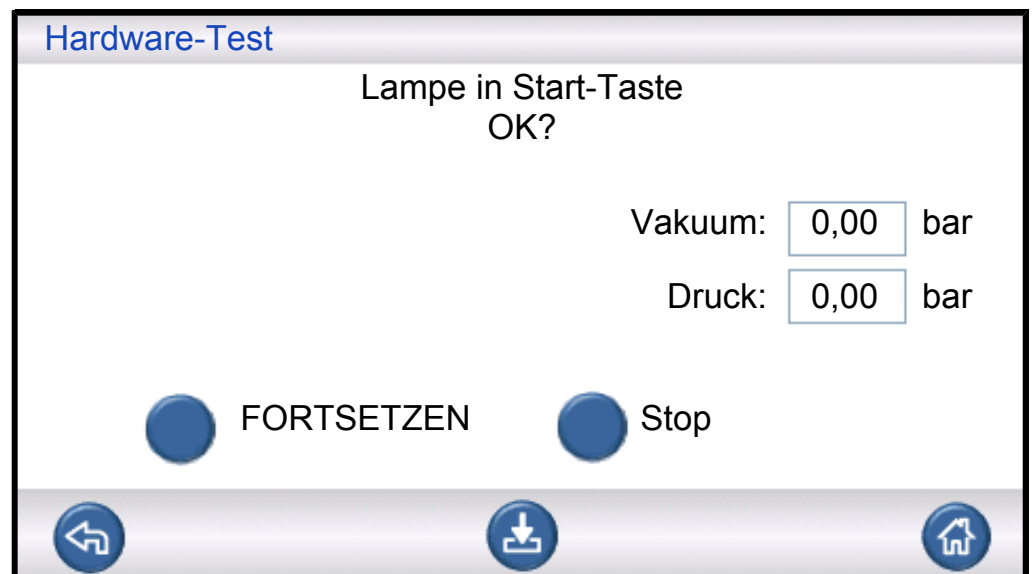 Hardware-Test
Lampe in Start-Taste
OK?
Vakuum: 0,00 bar
Druck: 0,00 bar
FORTSETZEN Stop